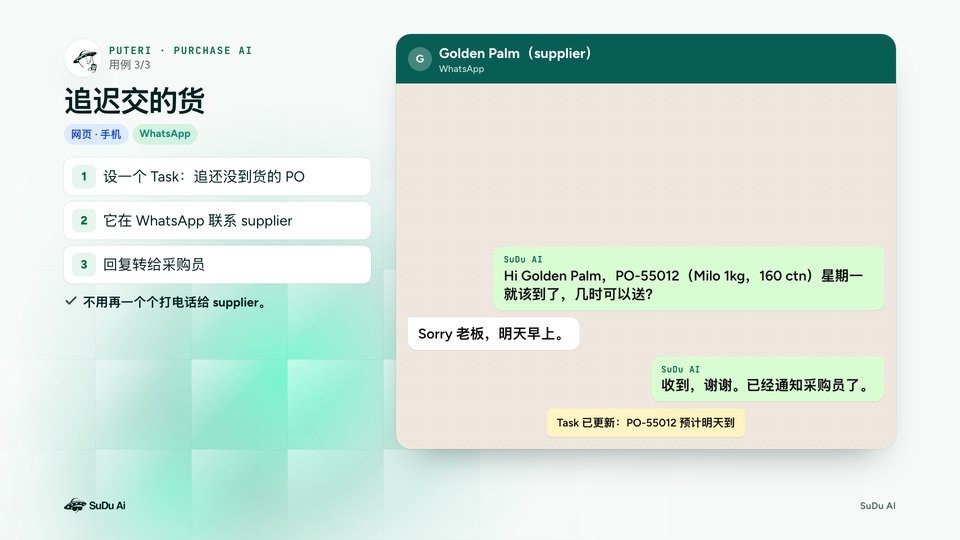 PUTERI · PURCHASE AI
用例 3/3
追迟交的货
网页 · 手机
WhatsApp
1
设一个 Task：追还没到货的 PO
2
它在 WhatsApp 联系 supplier
3
回复转给采购员
不用再一个个打电话给 supplier。
G
Golden Palm（supplier）
WhatsApp
SuDu AI
Hi Golden Palm，PO-55012（Milo 1kg，160 ctn）星期一
就该到了，几时可以送？
Sorry 老板，明天早上。
SuDu AI
收到，谢谢。已经通知采购员了。
Task 已更新：PO-55012 预计明天到
SuDu Ai
SuDu AI